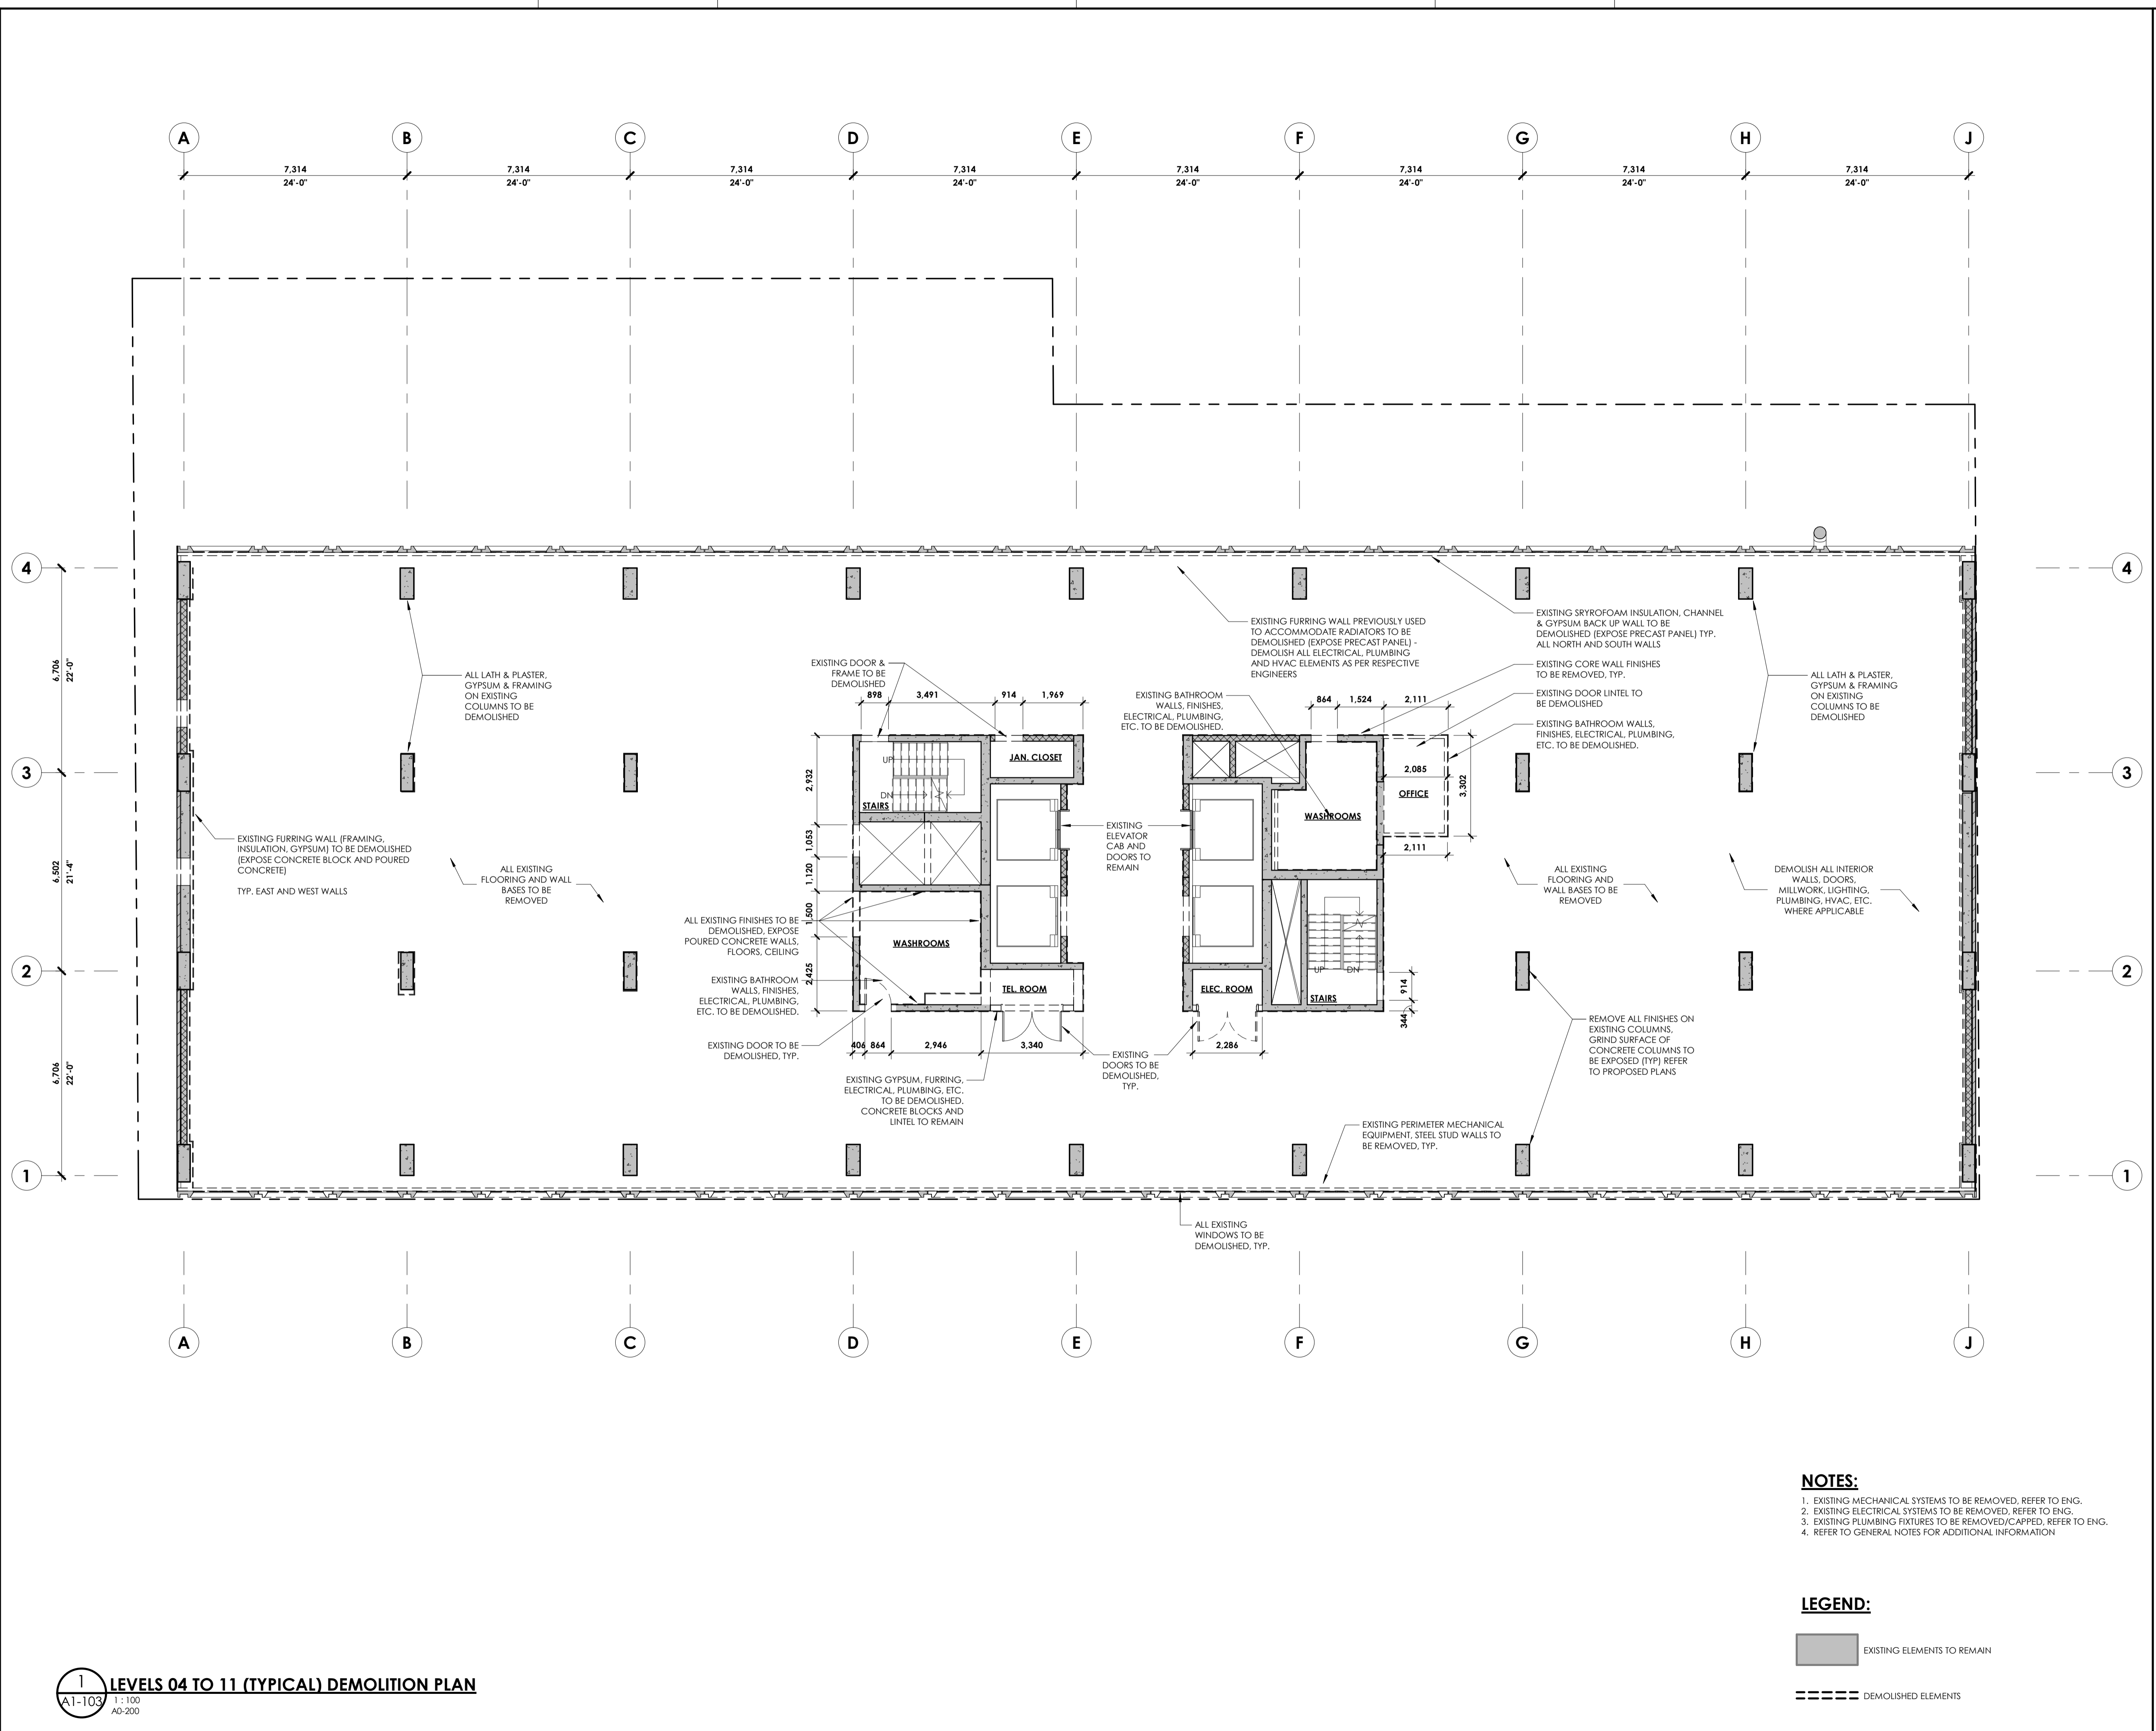 A
B
C
D
E
F
G
H
J
7,314
24'-0"
7,314
24'-0"
7,314
24'-0"
7,314
24'-0"
7,314
24'-0"
7,314
24'-0"
7,314
24'-0"
7,314
24'-0"
4
4
6,706
22'-0"
3
3
6,502
21'-4"
2
2
6,706
22'-0"
1
1
ALL LATH & PLASTER,
GYPSUM & FRAMING
ON EXISTING
COLUMNS TO BE
DEMOLISHED
EXISTING FURRING WALL (FRAMING,
INSULATION, GYPSUM) TO BE DEMOLISHED
(EXPOSE CONCRETE BLOCK AND POURED
CONCRETE)
TYP. EAST AND WEST WALLS
ALL EXISTING
FLOORING AND WALL
BASES TO BE
REMOVED
EXISTING DOOR &
FRAME TO BE
DEMOLISHED
898
3,491
914
1,969
2,932
1,053
1,120
1,500
2,425
UP
DN
STAIRS
JAN. CLOSET
ALL EXISTING FINISHES TO BE
DEMOLISHED, EXPOSE
POURED CONCRETE WALLS,
FLOORS, CEILING
WASHROOMS
EXISTING BATHROOM
WALLS, FINISHES,
ELECTRICAL, PLUMBING,
ETC. TO BE DEMOLISHED.
TEL. ROOM
EXISTING DOOR TO BE
DEMOLISHED, TYP.
406
864
2,946
3,340
EXISTING GYPSUM, FURRING,
ELECTRICAL, PLUMBING, ETC.
TO BE DEMOLISHED.
CONCRETE BLOCKS AND
LINTEL TO REMAIN
EXISTING
ELEVATOR
CAB AND
DOORS TO
REMAIN
EXISTING
DOORS TO BE
DEMOLISHED,
TYP.
EXISTING FURRING WALL PREVIOUSLY USED
TO ACCOMMODATE RADIATORS TO BE
DEMOLISHED (EXPOSE PRECAST PANEL) -
DEMOLISH ALL ELECTRICAL, PLUMBING
AND HVAC ELEMENTS AS PER RESPECTIVE
ENGINEERS
EXISTING BATHROOM
WALLS, FINISHES,
ELECTRICAL, PLUMBING,
ETC. TO BE DEMOLISHED.
864
1,524
2,111
EXISTING SRYROFOAM INSULATION, CHANNEL
& GYPSUM BACK UP WALL TO BE
DEMOLISHED (EXPOSE PRECAST PANEL) TYP.
ALL NORTH AND SOUTH WALLS
EXISTING CORE WALL FINISHES
TO BE REMOVED, TYP.
EXISTING DOOR LINTEL TO
BE DEMOLISHED
EXISTING BATHROOM WALLS,
FINISHES, ELECTRICAL, PLUMBING,
ETC. TO BE DEMOLISHED.
2,085
OFFICE
3,302
2,111
WASHROOMS
ELEC. ROOM
UP
DN
STAIRS
914
344
2,286
ALL LATH & PLASTER,
GYPSUM & FRAMING
ON EXISTING
COLUMNS TO BE
DEMOLISHED
ALL EXISTING
FLOORING AND
WALL BASES TO BE
REMOVED
DEMOLISH ALL INTERIOR
WALLS, DOORS,
MILLWORK, LIGHTING,
PLUMBING, HVAC, ETC.
WHERE APPLICABLE
REMOVE ALL FINISHES ON
EXISTING COLUMNS,
GRIND SURFACE OF
CONCRETE COLUMNS TO
BE EXPOSED (TYP) REFER
TO PROPOSED PLANS
EXISTING PERIMETER MECHANICAL
EQUIPMENT, STEEL STUD WALLS TO
BE REMOVED, TYP.
ALL EXISTING
WINDOWS TO BE
DEMOLISHED, TYP.
A
B
C
D
E
F
G
H
J
NOTES:
1. EXISTING MECHANICAL SYSTEMS TO BE REMOVED, REFER TO ENG.
2. EXISTING ELECTRICAL SYSTEMS TO BE REMOVED, REFER TO ENG.
3. EXISTING PLUMBING FIXTURES TO BE REMOVED/CAPPED, REFER TO ENG.
4. REFER TO GENERAL NOTES FOR ADDITIONAL INFORMATION
LEGEND:
EXISTING ELEMENTS TO REMAIN
DEMOLISHED ELEMENTS
1
A1-103
LEVELS 04 TO 11 (TYPICAL) DEMOLITION PLAN
1 : 100
A0-200